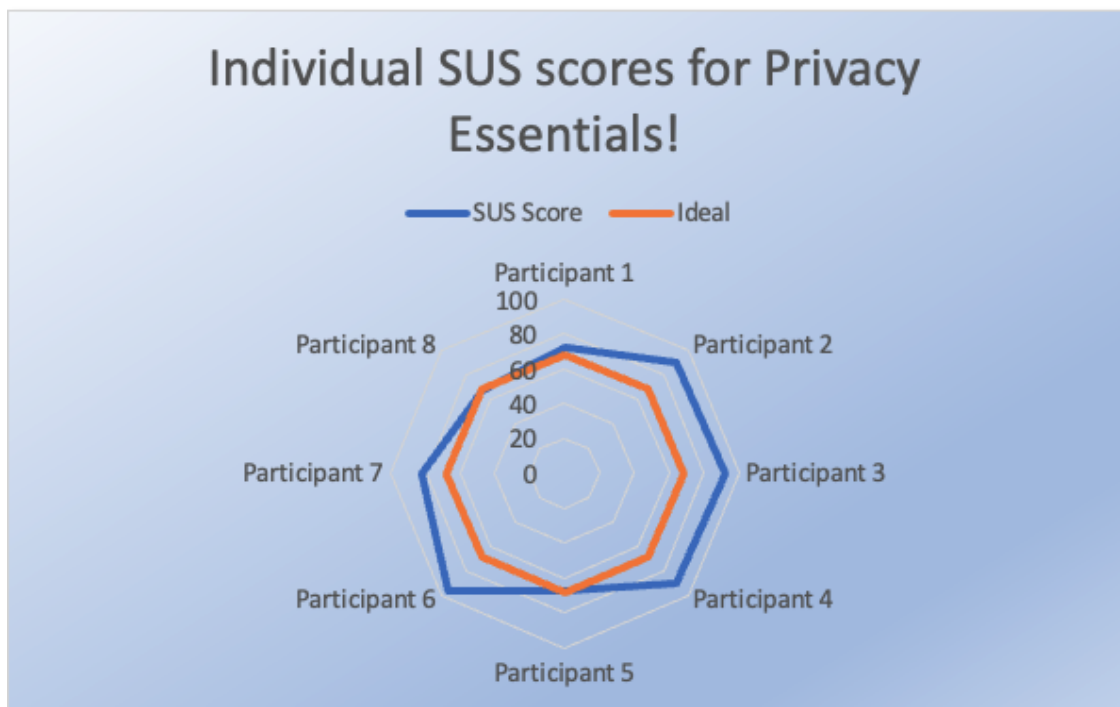 Individual SUS scores for Privacy
Essentials!
SUS Score Ideal
Participant 1
100
Participant 8 80 Participant 2
60
40
20
Participant 7 0 Participant 3
Participant 6 Participant 4
Participant 5